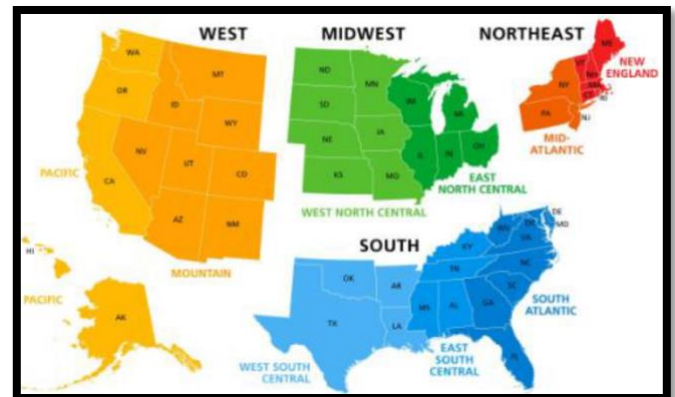 WEST
MIDWEST
NORTHEAST
WA
MT
OR
ID
WY
NV
UT
CO
CA
AZ
NM
PACIFIC
MOUNTAIN
HI
PACIFIC
AK
ND
MN
SD
WI
MI
NE
IA
IL
IN
OH
KS
MO
EAST
NORTH CENTRAL
WEST NORTH CENTRAL
ME
VT
NH
NEW
ENGLAND
NY
MA
CT
RI
PA
NJ
MID-
ATLANTIC
SOUTH
DE
MD
WV
VA
KY
NC
TN
OK
AR
SC
MS
AL
GA
TX
LA
FL
SOUTH
ATLANTIC
WEST SOUTH
CENTRAL
EAST
SOUTH
CENTRAL